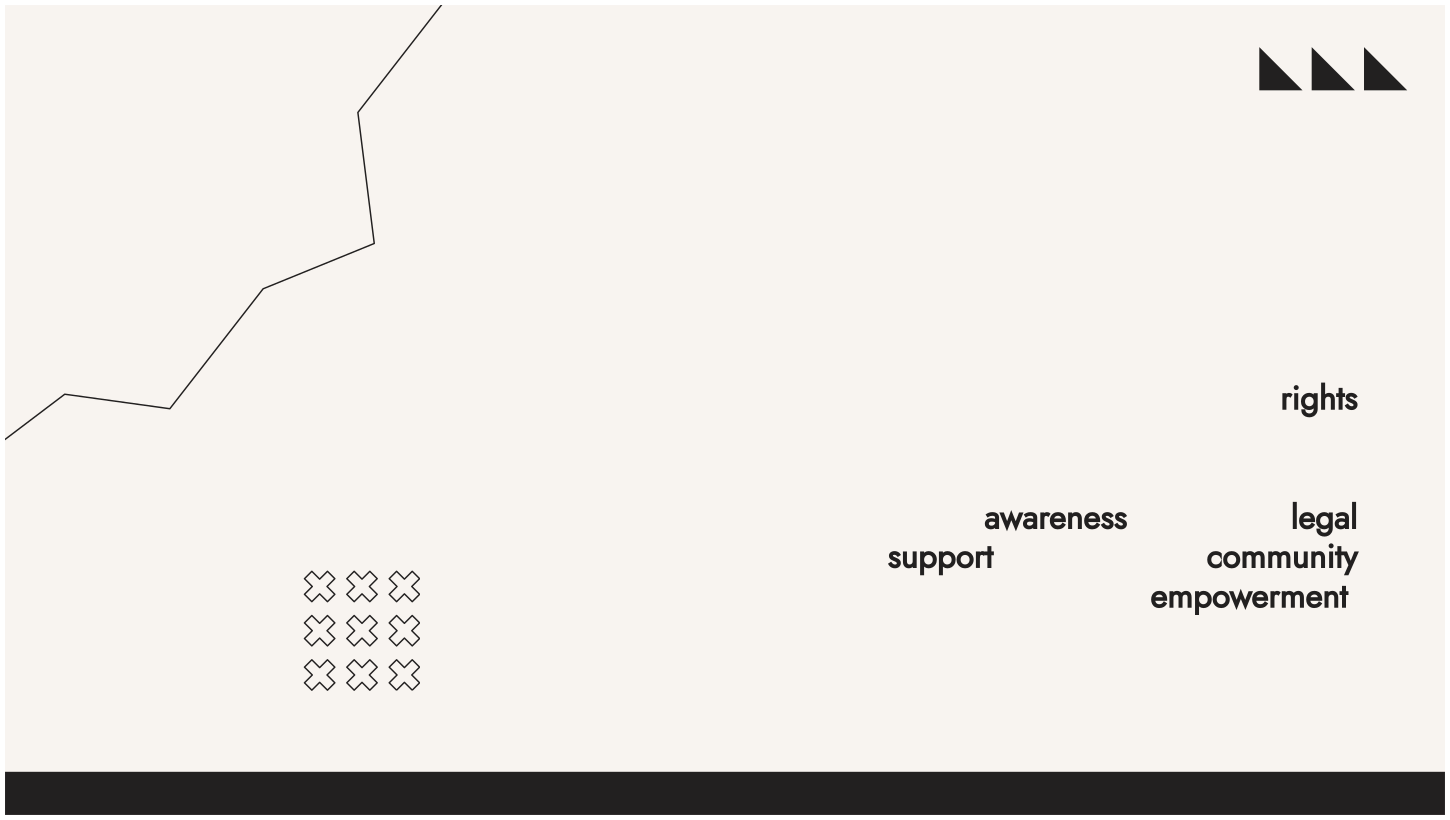 rights
awareness legal
support community
empowerment